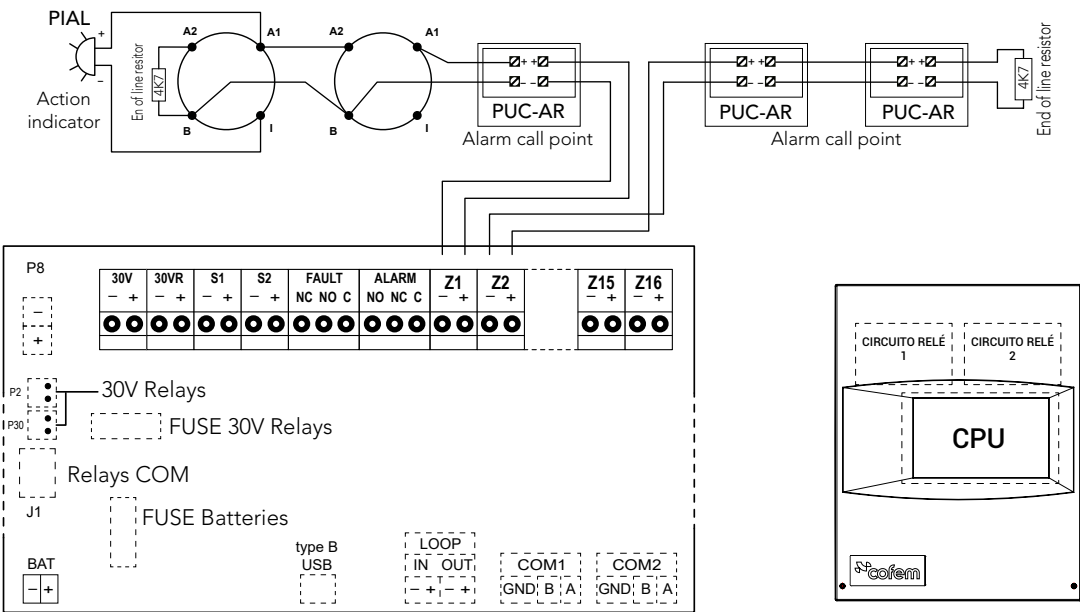 PIAL
+
−
Action
indicator
En of line resitor
4K7
A2 A1 A2 A1
B I B I
+ +
− −
PUC-AR
Alarm call point
+ +
− −
PUC-AR
+ +
− −
PUC-AR
Alarm call point
4K7
End of line resistor
P8
−
+
30V 30VR S1 S2 FAULT ALARM Z1 Z2 Z15 Z16
− + − + − + − + NC NO C NO NC C − + − + − + − +
P2
P30
30V Relays
FUSE 30V Relays
Relays COM
J1
FUSE Batteries
BAT
− +
type B
USB
LOOP
IN OUT
− + − +
COM1
GND B A
COM2
GND B A
CIRCUITO RELÉ
1
CIRCUITO RELÉ
2
CPU
cofem